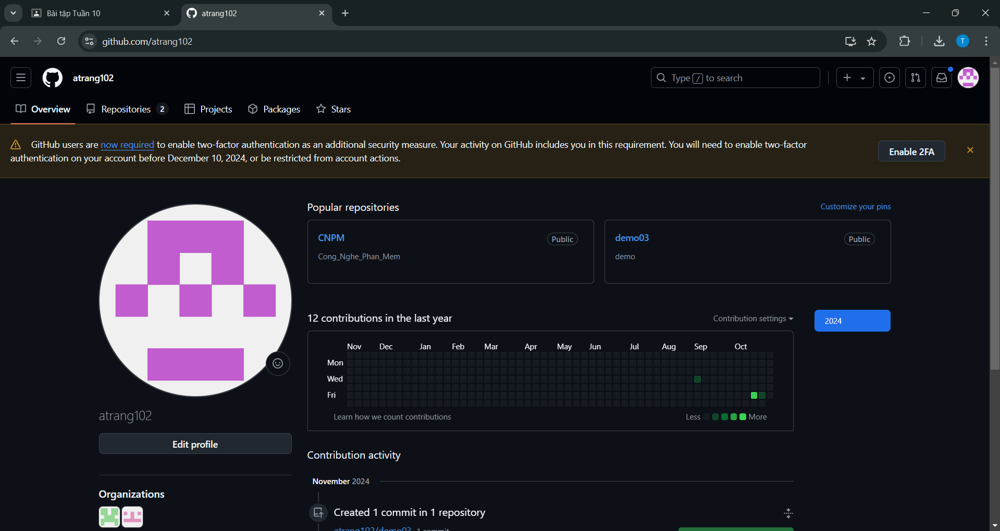 Bài tập Tuần 10
atrang102
github.com/atrang102
atrang102
Type / to search
Overview
Repositories 2
Projects
Packages
Stars
GitHub users are now required to enable two-factor authentication as an additional security measure. Your activity on GitHub includes you in this requirement. You will need to enable two-factor
authentication on your account before December 10, 2024, or be restricted from account actions.
Enable 2FA
T
Popular repositories
Customize your pins
CNPM
Public
Cong_Nghe_Phan_Mem
demo03
Public
demo
12 contributions in the last year
Contribution settings
2024
Nov Dec Jan Feb Mar Apr May Jun Jul Aug Sep Oct
Mon
Wed
Fri
Learn how we count contributions
Less
More
atrang102
Edit profile
Organizations
Contribution activity
November 2024
Created 1 commit in 1 repository
atrang102/demo03 1 commit